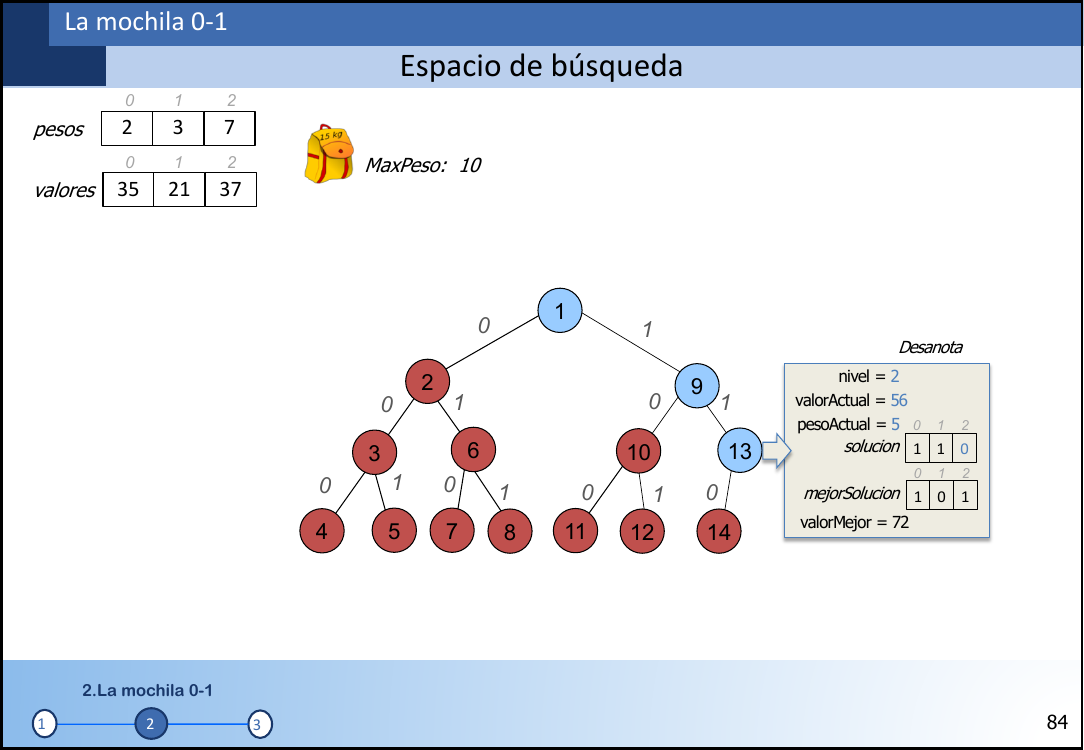 La mochila 0-1
Espacio de búsqueda
0 1 2
pesos 2 3 7
0 1 2
valores 35 21 37
15 kg
MaxPeso: 10
1
0 1
2 9
0 1 0 1
3 6 10 13
0 1 0 1 0 1 0
4 5 7 8 11 12 14
Desanota
nivel = 2
valorActual = 56
pesoActual = 5
0 1 2
solucion 1 1 0
0 1 2
mejorSolucion 1 0 1
valorMejor = 72
2.La mochila 0-1
1 2 3
84